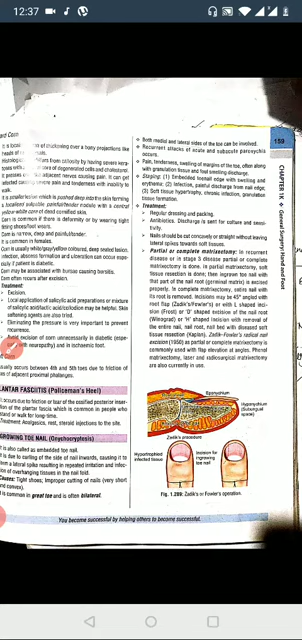 12:37
ard Corn
It is local of thickening over a bony projections like
heads of m sals.
Histologic ffers from callosity by having severe kera-
toses with ales of degenerated cells and cholesterol.
It presses adjacent nerves causing pain. It can get
infected causing severe pain and tenderness with inability to
walk.
It is smaller lesion which is pushed deep into the skin forming
a localized palpable painful/tender nodule with a central
yellow-white core of dead cornified skin.
Corn is common if there is deformity or by wearing tight
fitting shoes/foot wears.
Corn is narrow, deep and painful/tender.
It is common in females.
Corn is usually white/gray/yellow coloured, deep seated lesion.
Infection, abscess formation and ulceration can occur espe-
cially if patient is diabetic.
Corn may be associated with bursae causing bursitis.
Corn often recurs after excision.
Treatment:
Excision.
Local application of salicylic acid preparations or mixture
of salicylic acid/lactic acid/iodine may be helpful. Skin
softening agents are also tried.
Eliminating the pressure is very important to prevent
recurrence.
Avoid excision of corn unnecessarily in diabetic (espe-
with neuropathy) and in ischaemic foot.
Corn
usually occurs between 4th and 5th toes due to friction of
of adjacent proximal phalanges.
LANTAR FASCIITIS (Policeman's Heel)
It occurs due to friction or tear of the ossified posterior inser-
tion of the plantar fascia which is common in people who
stand or walk for long-time.
Treatment: Analgesics, rest, steroid injections to the site.
NGROWING TOE NAIL (Onychocryptosis)
It is also called as embedded toe nail.
It is due to curling of the side of nail inwards, causing it to
form a lateral spike resulting in repeated irritation and infec-
tion of overhanging tissues in the nail fold.
Causes: Tight shoes; Improper cutting of nails (very short
and convex).
It is common in great toe and is often bilateral.
Both medial and lateral sides of the toe can be involved.
Recurrent attacks of acute and subacute paronychia
occurs.
Pain, tenderness, swelling of margins of the toe, often along
with granulation tissue and foul smelling discharge.
Staging: (1) Embedded toenail edge with swelling and
erythema; (2) Infection, painful discharge from nail edge;
(3) Soft tissue hypertrophy, chronic infection, granulation
tissue formation.
Treatment:
Regular dressing and packing.
Antibiotics. Discharge is sent for culture and sensi-
tivity.
Nails should be cut concavely or straight without leaving
lateral spikes towards soft tissues.
Partial or complete matrixectomy: In recurrent
disease or in stage 3 disease partial or complete
matrixectomy is done. In partial matrixectomy, soft
tissue resection is done; then ingrown toe nail with
that part of the nail root (germinal matrix) is excised
properly. In complete matrixectomy, entire nail with
its root is removed. Incisions may be 45° angled with
root flap (Zadik's/Fowler's) or with L shaped inci-
sion (Frost) or 'D' shaped excision of the nail root
(Winograd) or 'H' shaped incision with removal of
the entire nail, nail root, nail bed with diseased soft
tissue resection (Kaplan). Zadik-Fowler's radical nail
excision (1950) as partial or complete matrixectomy is
commonly used with flap elevation at angles. Phenol
matrixectomy, laser and subsurgical matrixectomy
are also currently in use.
Eponychium
Hyponychium
(Subungual
space)
Zadik's procedure
Hypertrophied
infected tissue
Incision for
ingrowing
toe nail
Fig. 1.289: Zadik's or Fowler's operation.
159
CHAPTER 1K General Surgery Hand and Foot
You become successful by helping others to become successful.